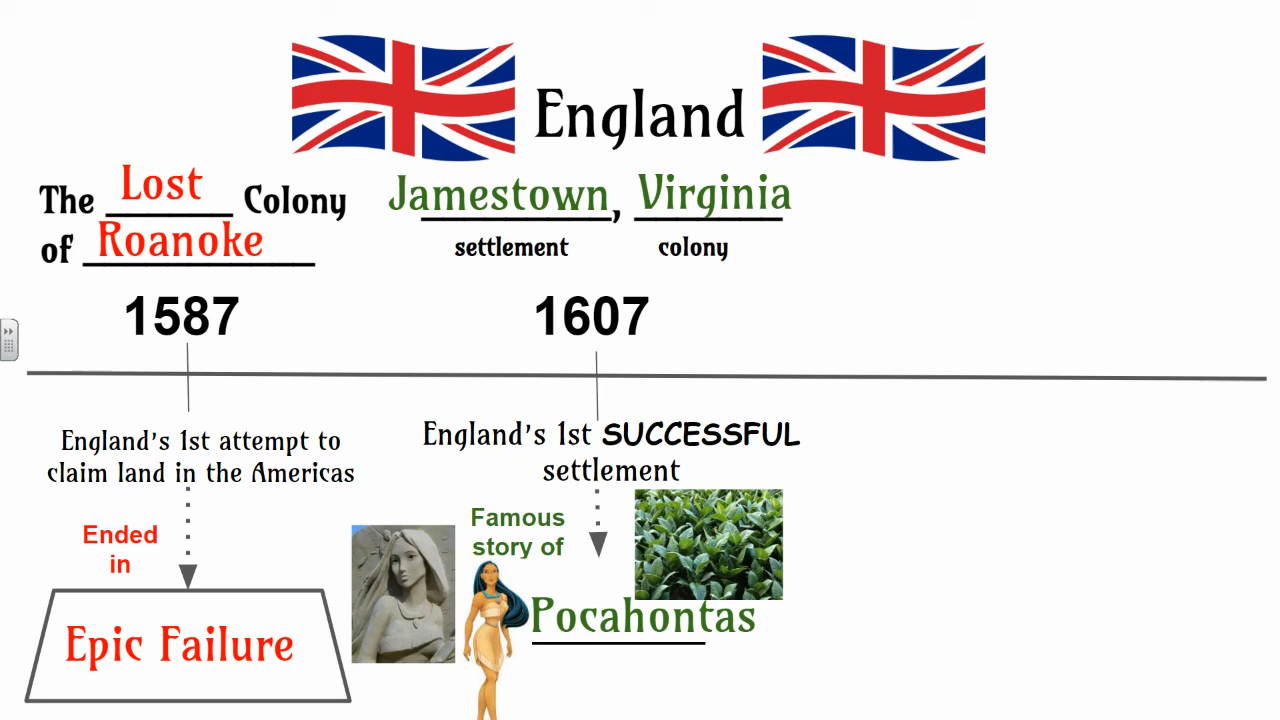 England
The Lost Colony
of Roanoke
Jamestown, Virginia
settlement colony
1587
1607
England's 1st attempt to
claim land in the Americas
England's 1st SUCCESSFUL
settlement
Ended
in
Famous
story of
Epic Failure
Pocahontas